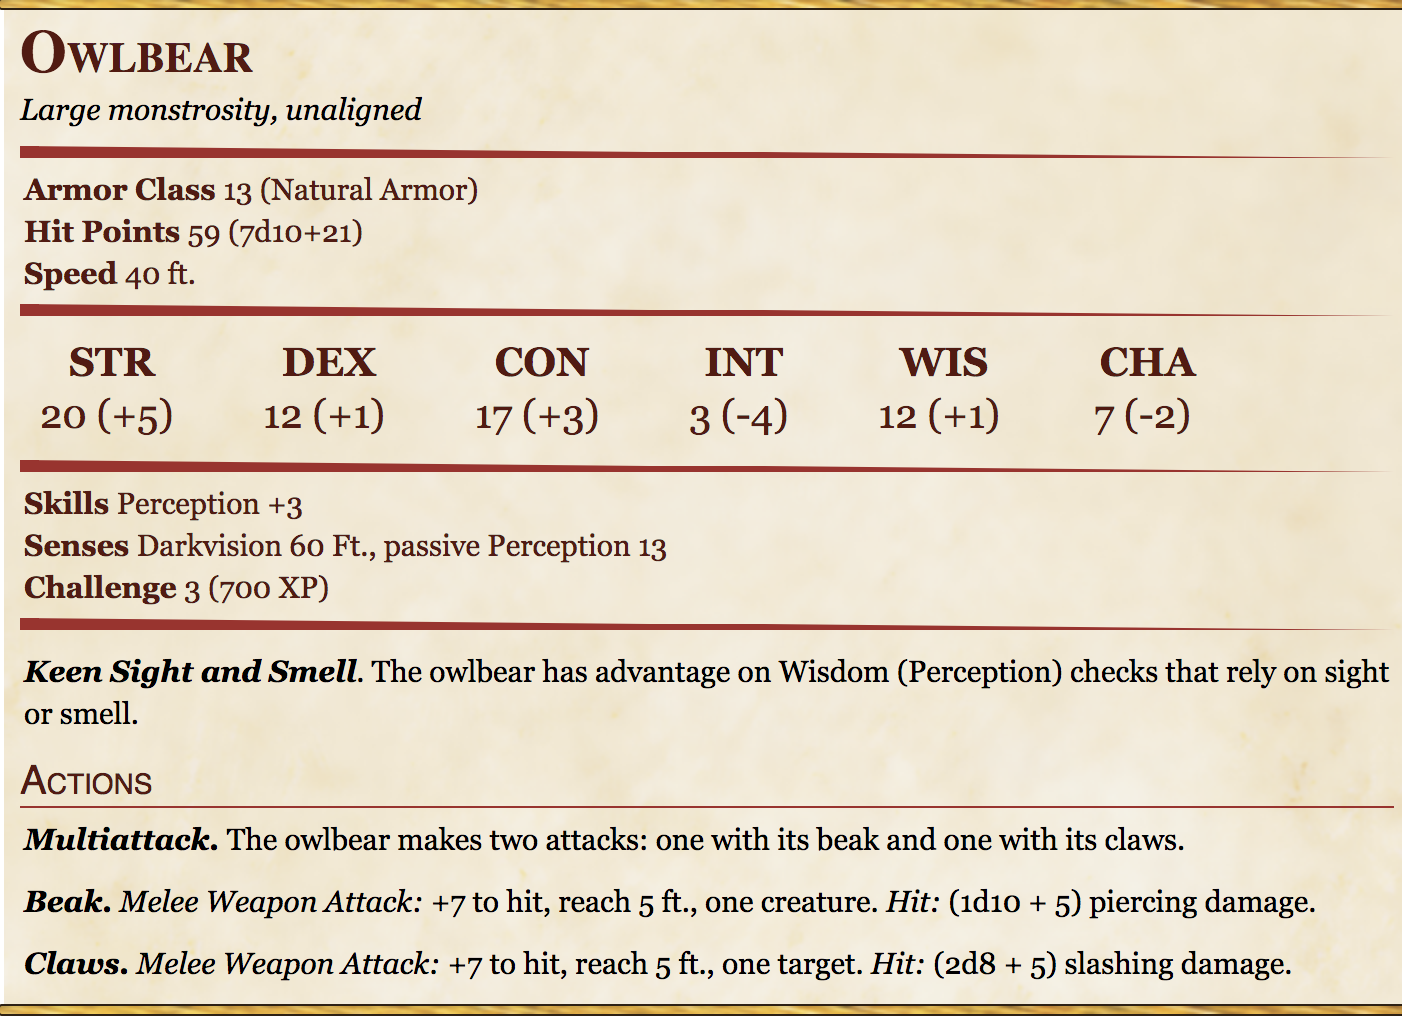 Owlbear
Large monstrosity, unaligned
Armor Class 13 (Natural Armor)
Hit Points 59 (7d10+21)
Speed 40 ft.
STR DEX CON INT WIS CHA
20 (+5) 12 (+1) 17 (+3) 3 (-4) 12 (+1) 7 (-2)
Skills Perception +3
Senses Darkvision 60 Ft., passive Perception 13
Challenge 3 (700 XP)
Keen Sight and Smell. The owlbear has advantage on Wisdom (Perception) checks that rely on sight
or smell.
Actions
Multiattack. The owlbear makes two attacks: one with its beak and one with its claws.
Beak. Melee Weapon Attack: +7 to hit, reach 5 ft., one creature. Hit: (1d10 + 5) piercing damage.
Claws. Melee Weapon Attack: +7 to hit, reach 5 ft., one target. Hit: (2d8 + 5) slashing damage.